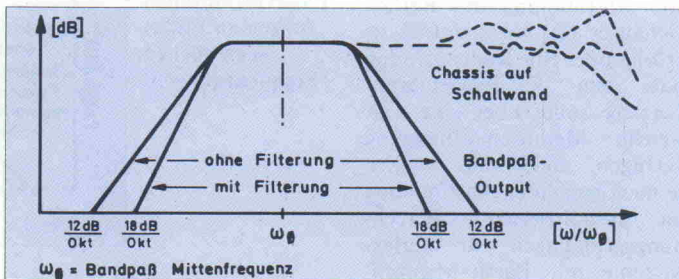 [dB]
Chassis auf
Schallwand
ohne Filterung
Bandpaß-
mit Filterung
Output
12 dB
Okt
18 dB
Okt
ω₀
18 dB
Okt
12 dB
Okt
[ω/ω₀]
ω₀ = Bandpaß Mittenfrequenz